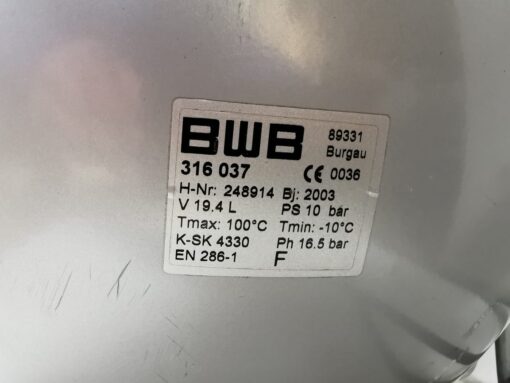 BWB 89331
Burgau
316 037 CE 0036
H-Nr: 248914 Bj: 2003
V 19.4 L PS 10 bar
Tmax: 100°C Tmin: -10°C
K-SK 4330 Ph 16.5 bar
EN 286-1 F